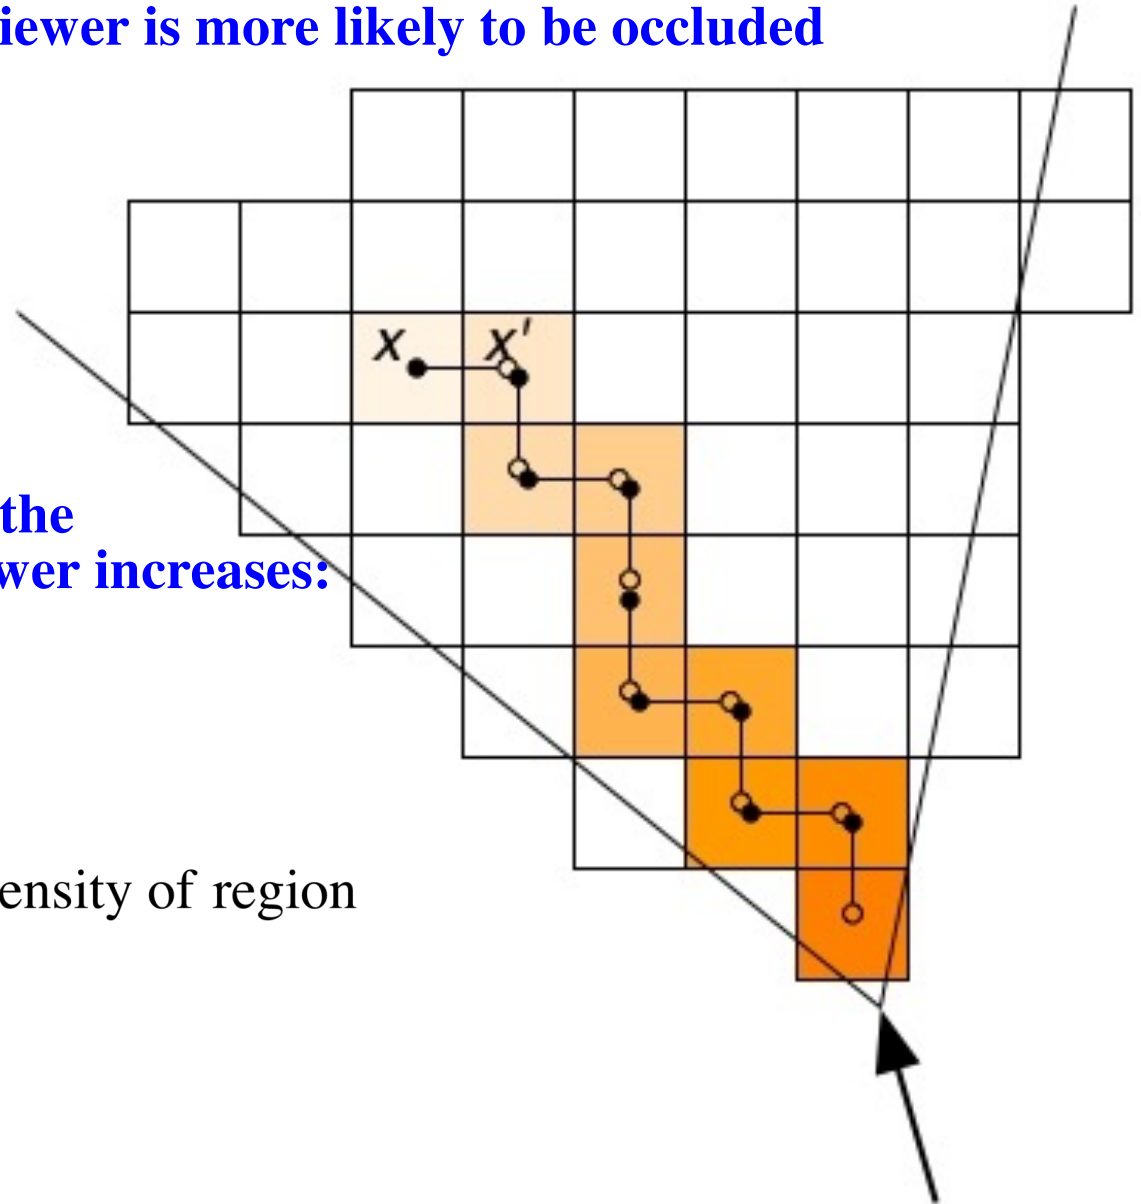 iewer is more likely to be occluded
x x′
the
wer increases:
ensity of region